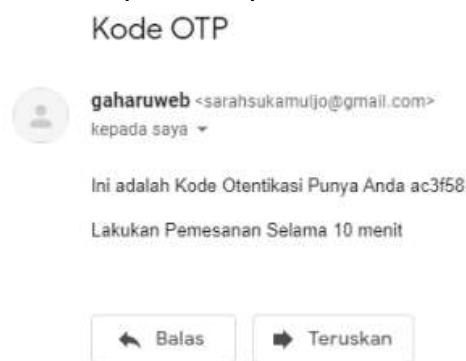 Kode OTP
gaharuweb <sarahsukamuljo@gmail.com>
kepada saya
Ini adalah Kode Otentikasi Punya Anda ac3f58
Lakukan Pemesanan Selama 10 menit
Balas Teruskan